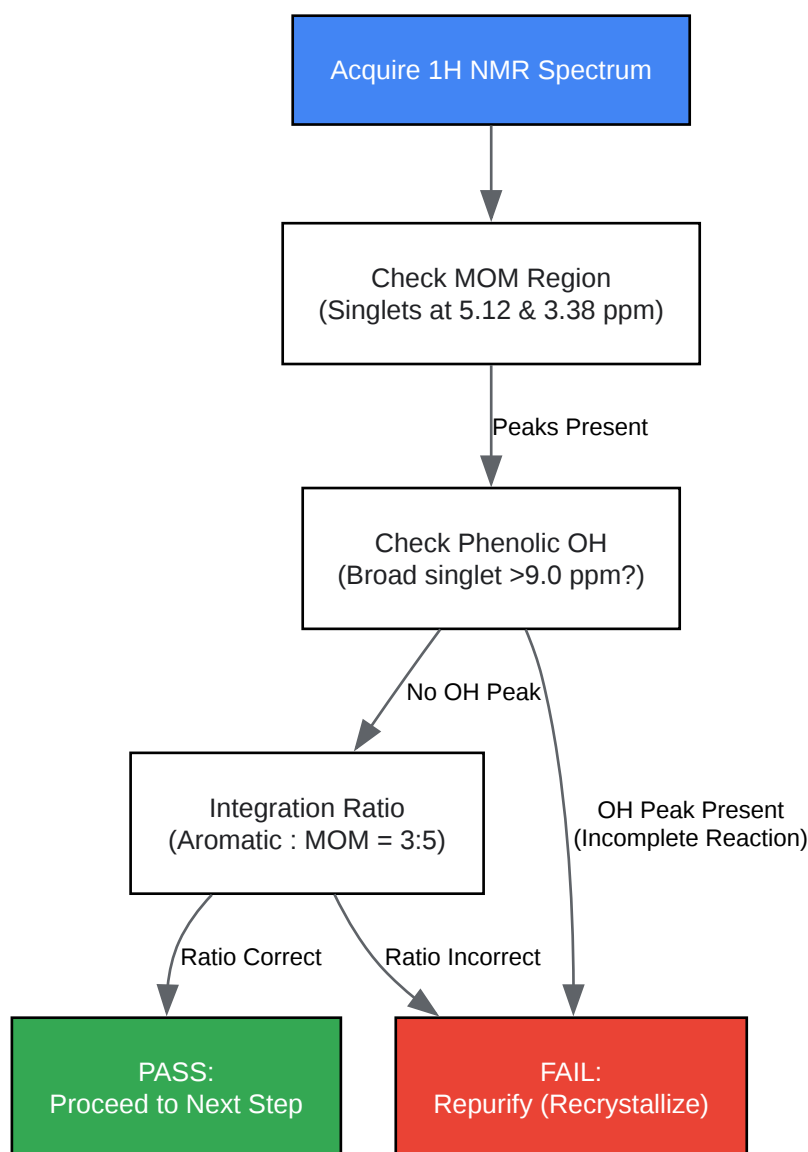 Acquire 1H NMR Spectrum
Check MOM Region
(Singlets at 5.12 & 3.38 ppm)
Peaks Present
Check Phenolic OH
(Broad singlet >9.0 ppm?)
No OH Peak
OH Peak Present
(Incomplete Reaction)
Integration Ratio
(Aromatic : MOM = 3:5)
Ratio Correct
Ratio Incorrect
PASS:
Proceed to Next Step
FAIL:
Repurify (Recrystallize)